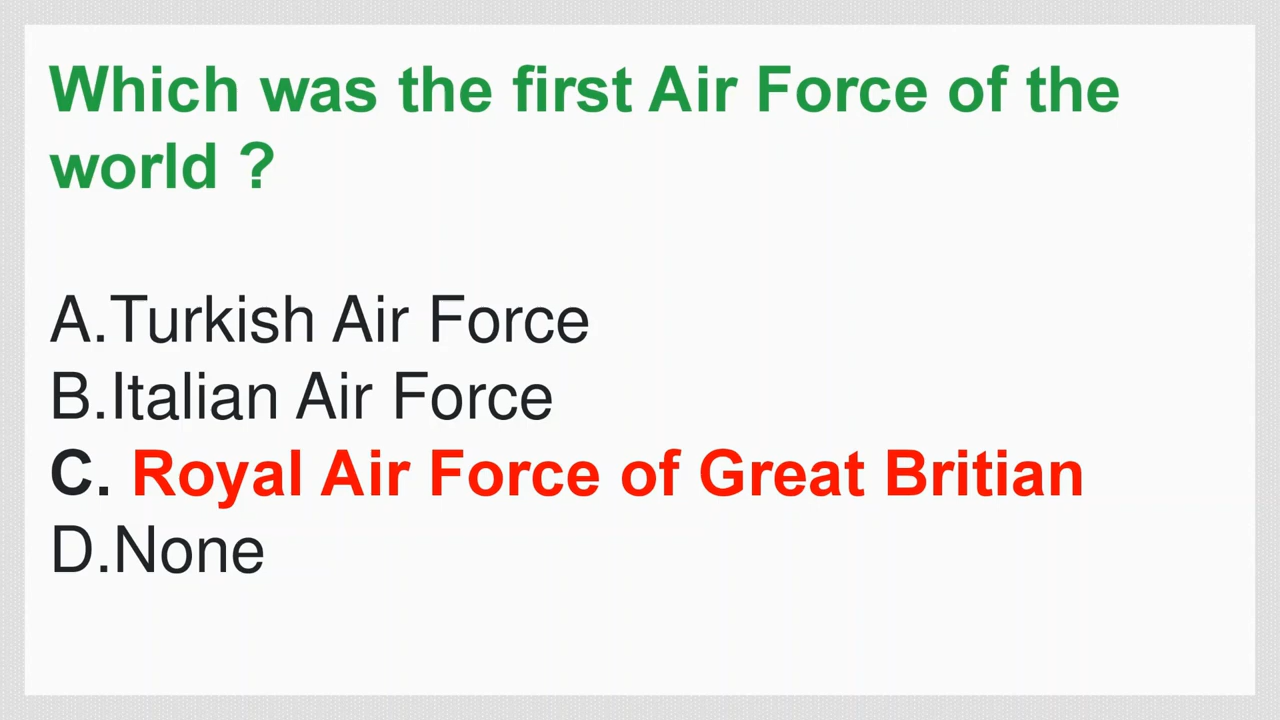 Which was the first Air Force of the
world ?
A.Turkish Air Force
B.Italian Air Force
C. Royal Air Force of Great Britian
D.None